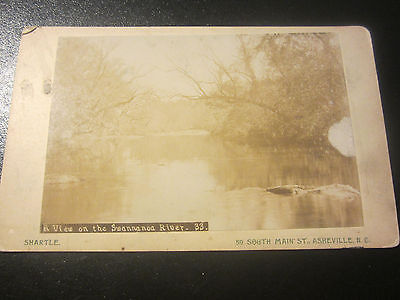 A View on the Swannanoa River. 33.
SHARTLE. 59 SOUTH MAIN ST., ASHEVILLE, N. C.